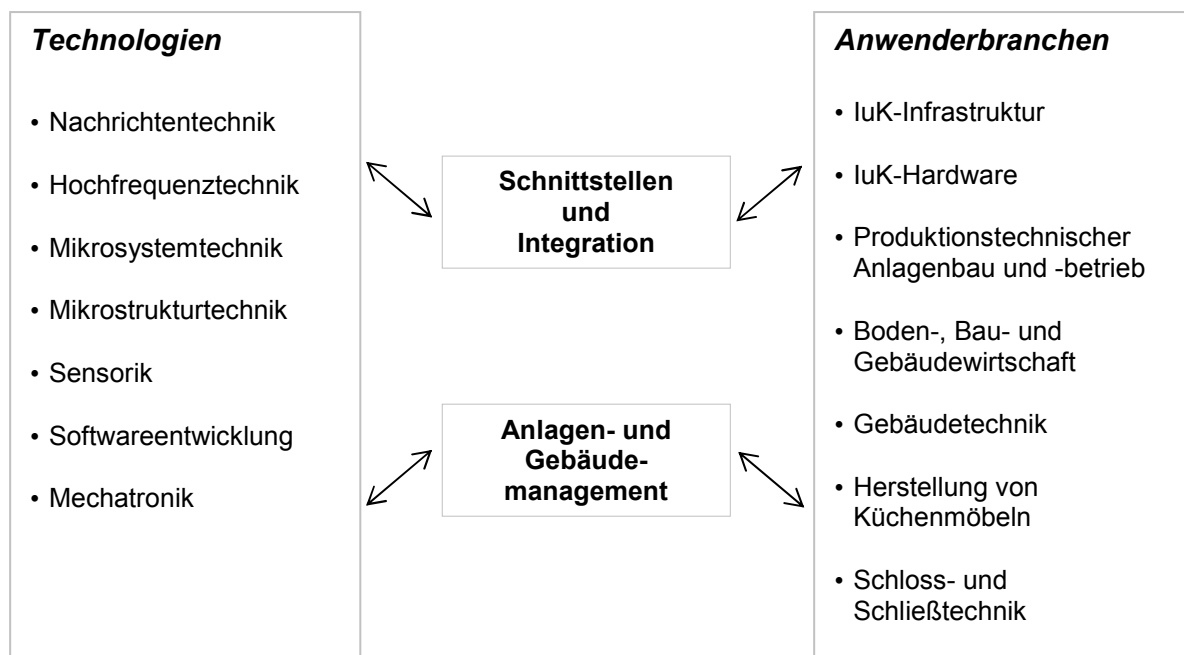 Technologien
• Nachrichtentechnik
• Hochfrequenztechnik
• Mikrosystemtechnik
• Mikrostrukturtechnik
• Sensorik
• Softwareentwicklung
• Mechatronik
Schnittstellen
und
Integration
Anlagen- und
Gebäude-
management
Anwenderbranchen
• IuK-Infrastruktur
• IuK-Hardware
• Produktionstechnischer
Anlagenbau und -betrieb
• Boden-, Bau- und
Gebäudewirtschaft
• Gebäudetechnik
• Herstellung von
Küchenmöbeln
• Schloss- und
Schließtechnik